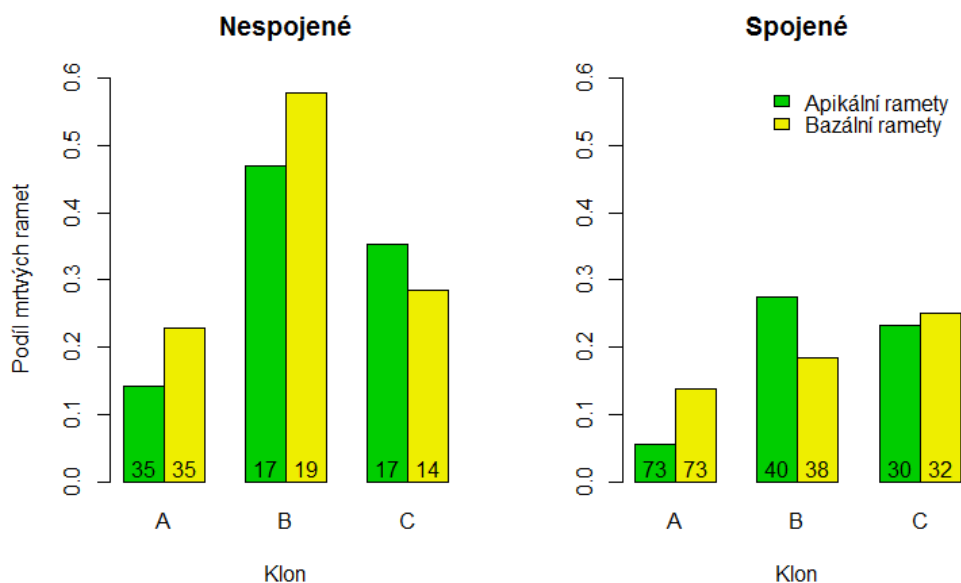 Nespojené
Podíl mrtvých ramet
0.6
0.5
0.4
0.3
0.2
0.1
0.0
35 35 17 19 17 14
A B C
Klon
Spojené
Apikální ramety
Bazální ramety
0.6
0.5
0.4
0.3
0.2
0.1
0.0
73 73 40 38 30 32
A B C
Klon